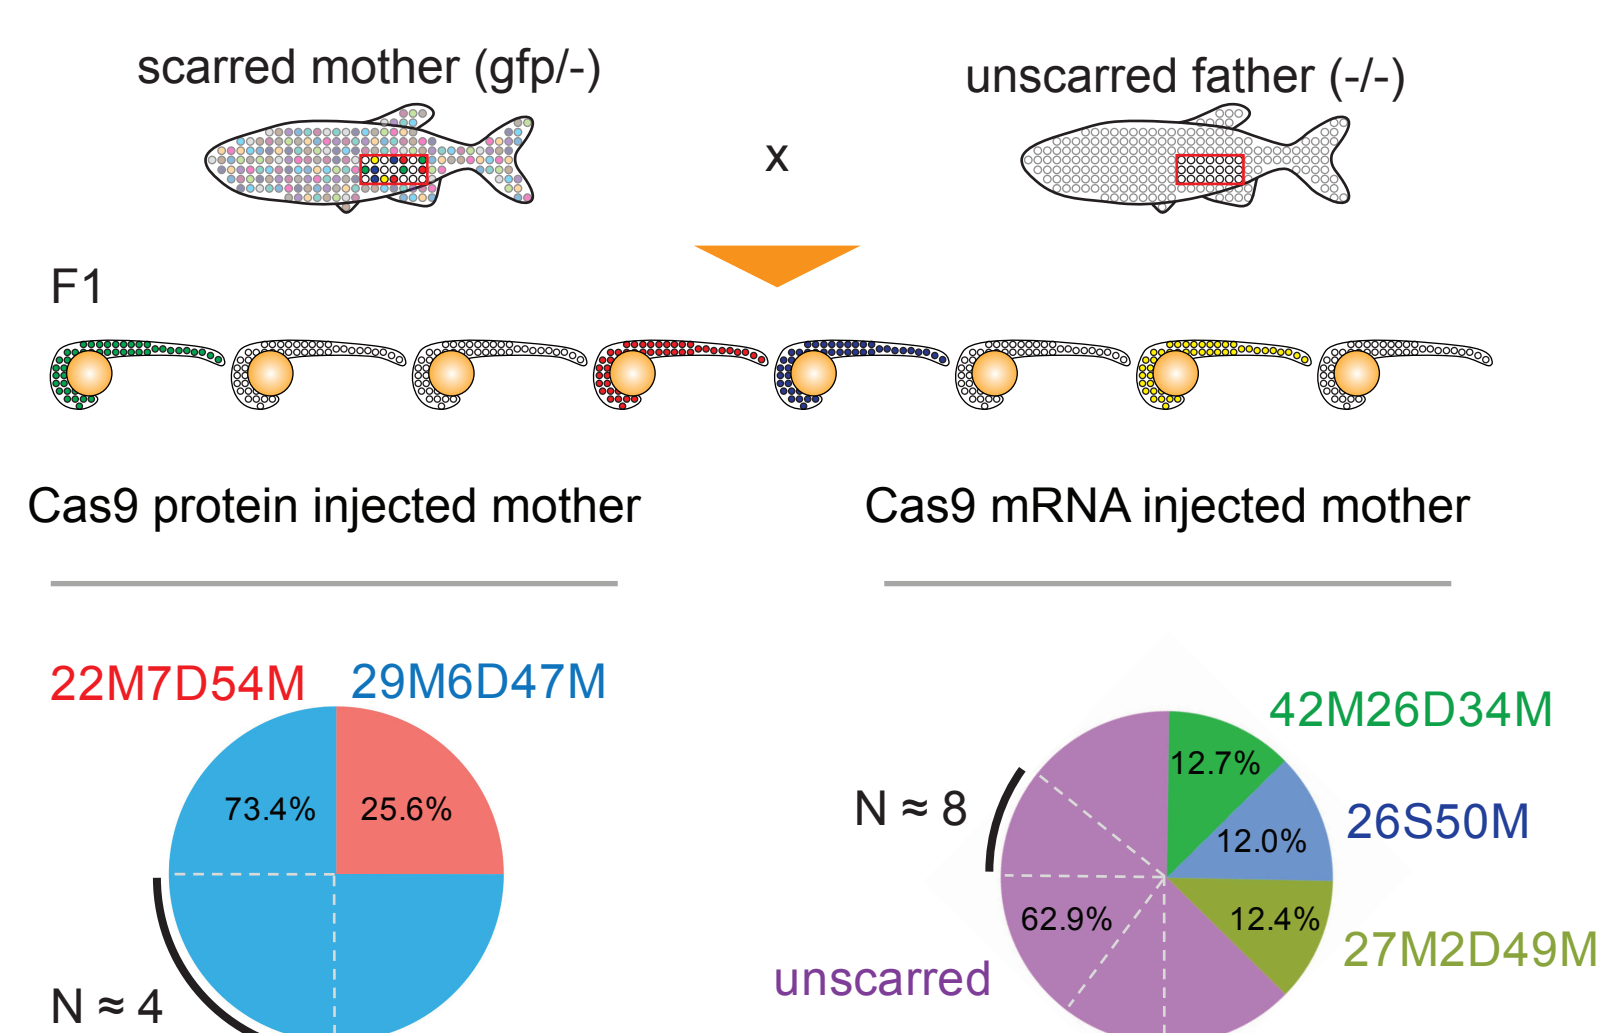 scarred mother (gfp/-)
unscarred father (-/-)
x
F1
Cas9 protein injected mother
Cas9 mRNA injected mother
22M7D54M
29M6D47M
73.4%
25.6%
N ≈ 4
42M26D34M
12.7%
N ≈ 8
26S50M
12.0%
62.9%
12.4%
27M2D49M
unscarred